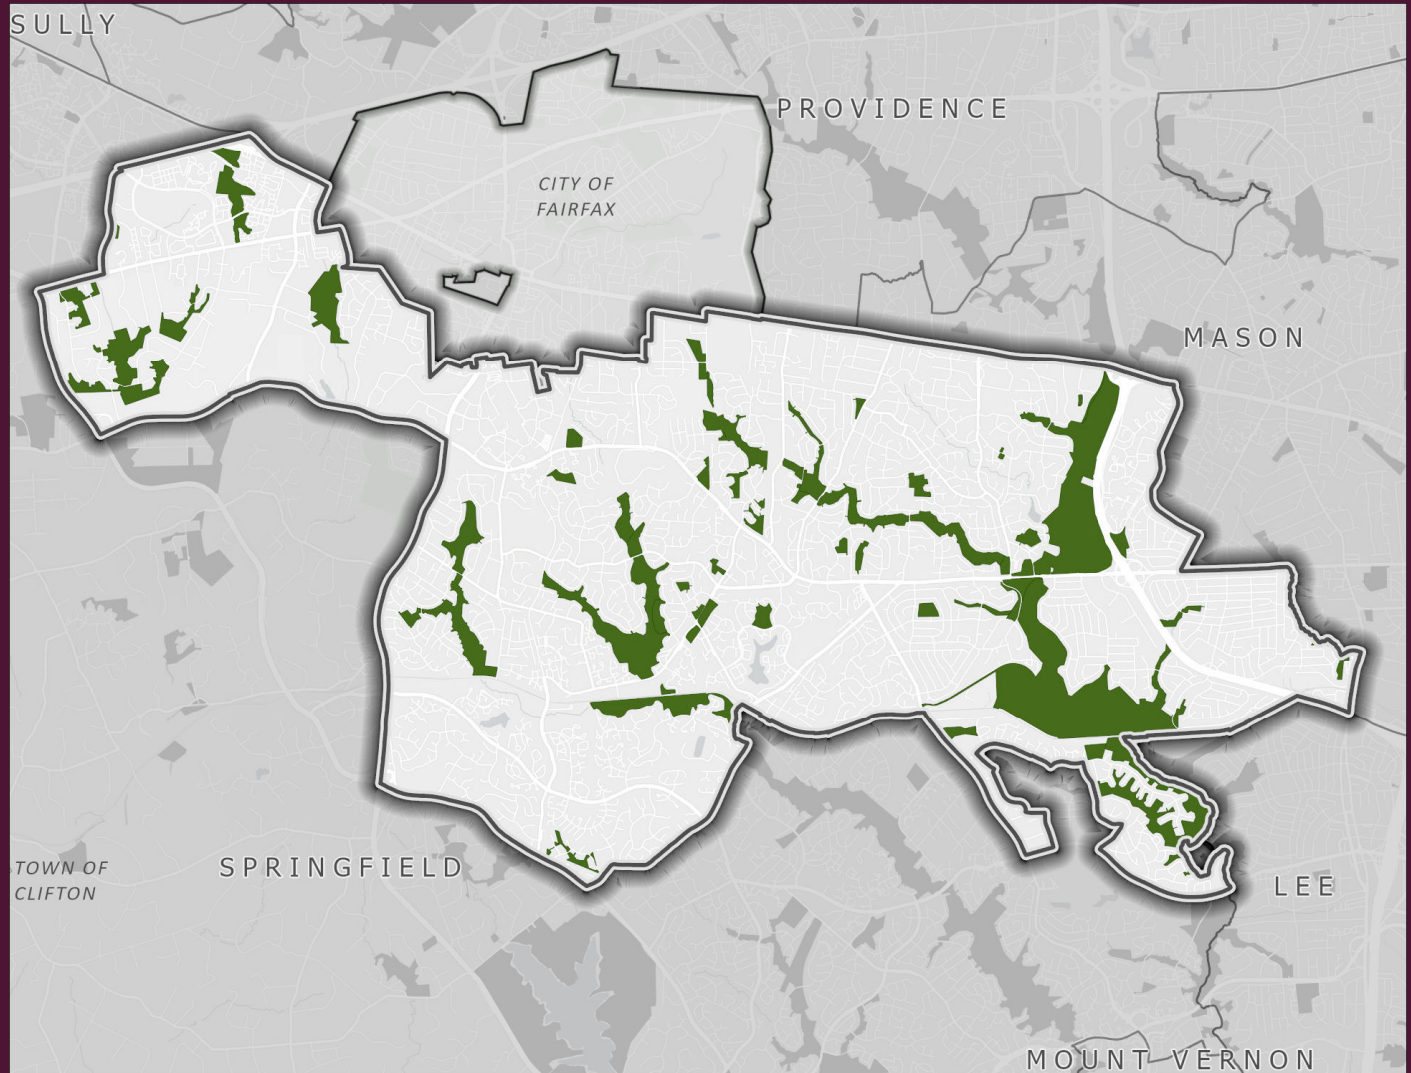 SULLY
PROVIDENCE
CITY OF
FAIRFAX
MASON
TOWN OF
CLIFTON
SPRINGFIELD
LEE
MOUNT VERNON